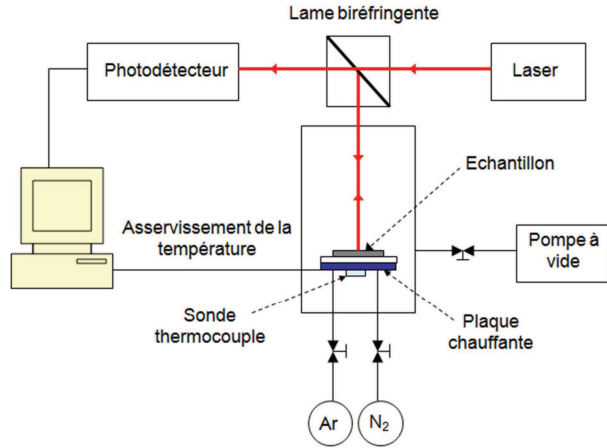 Lame biréfringente
Photodétecteur
Laser
Echantillon
Asservissement de la
température
Pompe à
vide
Sonde
thermocouple
Plaque
chauffante
Ar
N₂